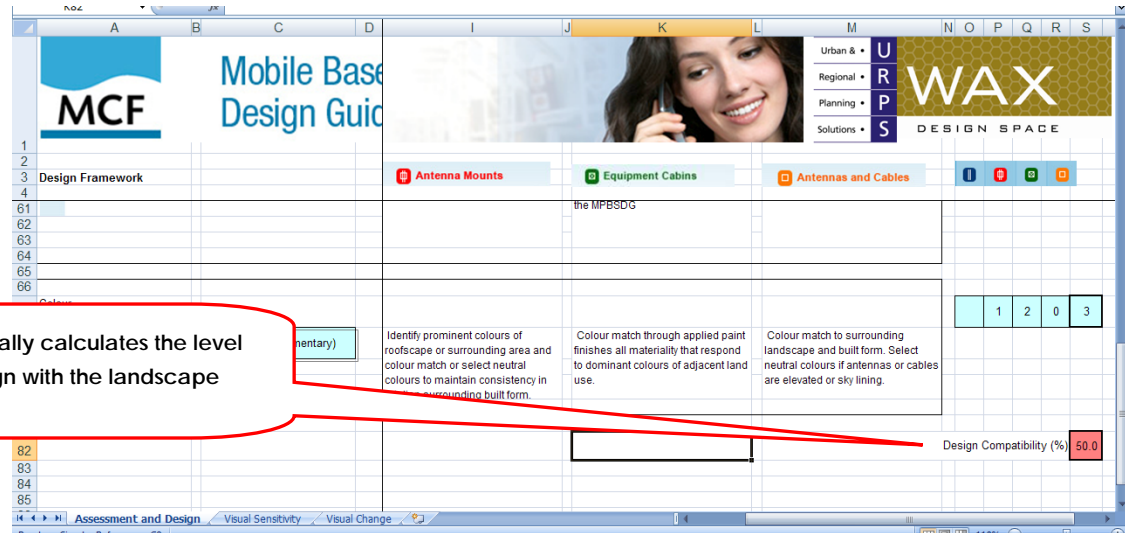 A B C D I J K L M N O P Q R S
MCF
Mobile Base
Design Guid
Urban & • U
Regional • R
Planning • P
Solutions • S
WAX
DESIGN SPACE
1
2
3 Design Framework Antenna Mounts Equipment Cabins Antennas and Cables
4
61 the MPBSDG
62
63
64
65
66
1 2 0 3
ally calculates the level
gn with the landscape
mentary)
Identify prominent colours of
roofscape or surrounding area and
colour match or select neutral
colours to maintain consistency in
surrounding built form.
Colour match through applied paint
finishes all materiality that respond
to dominant colours of adjacent land
use.
Colour match to surrounding
landscape and built form. Select
neutral colours if antennas or cables
are elevated or sky lining.
82 Design Compatibility (%) 50.0
83
84
85
Assessment and Design Visual Sensitivity Visual Change